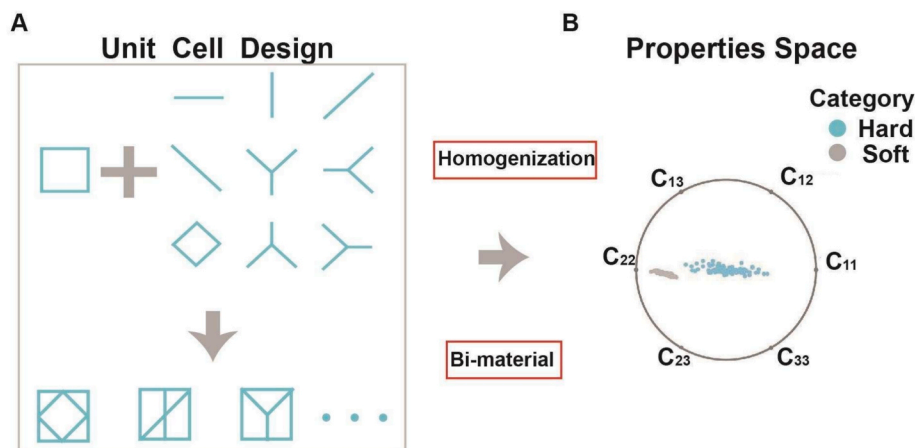 A
Unit Cell Design
B
Properties Space
Category
Hard
Soft
Homogenization
Bi-material
C13
C12
C22
C11
C23
C33